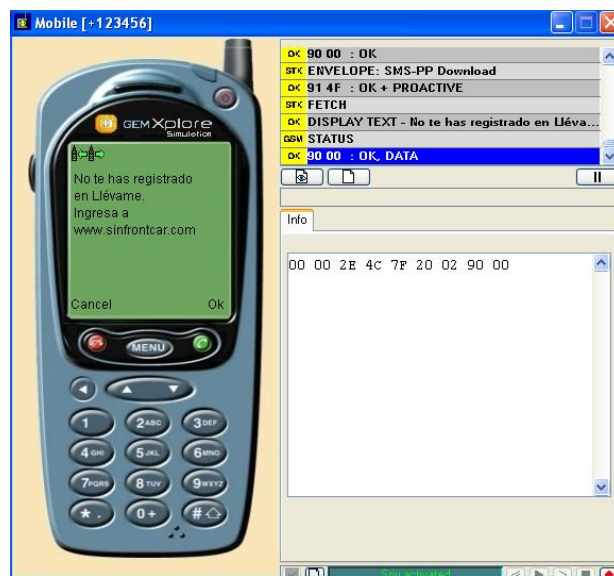 Mobile [+123456]
GEMXplore
Simulation
No te has registrado
en Llévame.
Ingresa a
www.sinfrontcar.com
Cancel Ok
MENU
1 2ABC 3DEF
4GHI 5JKL 6MNO
7PQRS 8TUV 9WXYZ
* . 0+ #
OK 90 00 : OK
STK ENVELOPE: SMS-PP Download
OK 91 4F : OK + PROACTIVE
STK FETCH
OK DISPLAY TEXT - No te has registrado en Lléva...
GSM STATUS
OK 90 00 : OK, DATA
Info
00 00 2E 4C 7F 20 02 90 00
Spy activated